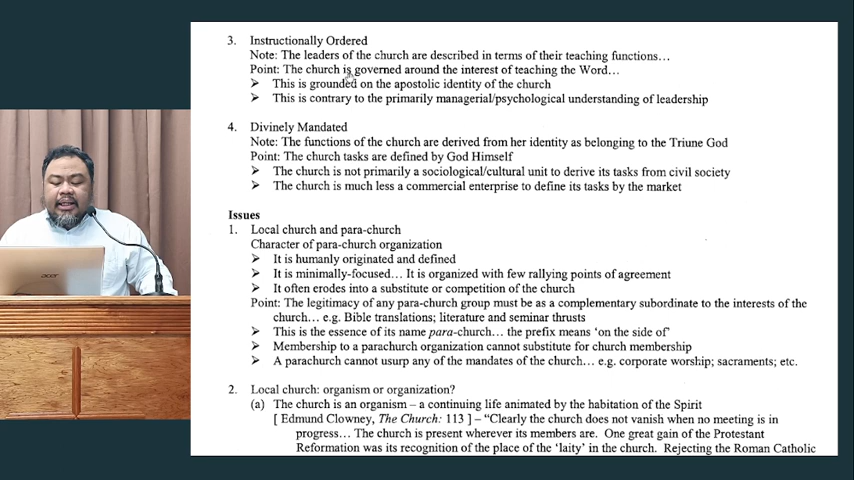 3. Instructionally Ordered
Note: The leaders of the church are described in terms of their teaching functions…
Point: The church is governed around the interest of teaching the Word…
➤ This is grounded on the apostolic identity of the church
➤ This is contrary to the primarily managerial/psychological understanding of leadership
4. Divinely Mandated
Note: The functions of the church are derived from her identity as belonging to the Triune God
Point: The church tasks are defined by God Himself
➤ The church is not primarily a sociological/cultural unit to derive its tasks from civil society
➤ The church is much less a commercial enterprise to define its tasks by the market
Issues
1. Local church and para-church
Character of para-church organization
➤ It is humanly originated and defined
➤ It is minimally-focused… It is organized with few rallying points of agreement
➤ It often erodes into a substitute or competition of the church
Point: The legitimacy of any para-church group must be as a complementary subordinate to the interests of the
church… e.g. Bible translations; literature and seminar thrusts
➤ This is the essence of its name para-church… the prefix means ‘on the side of’
➤ Membership to a parachurch organization cannot substitute for church membership
➤ A parachurch cannot usurp any of the mandates of the church… e.g. corporate worship; sacraments; etc.
2. Local church: organism or organization?
(a) The church is an organism – a continuing life animated by the habitation of the Spirit
[ Edmund Clowney, The Church: 113 ] – “Clearly the church does not vanish when no meeting is in
progress… The church is present wherever its members are. One great gain of the Protestant
Reformation was its recognition of the place of the ‘laity’ in the church. Rejecting the Roman Catholic
acer